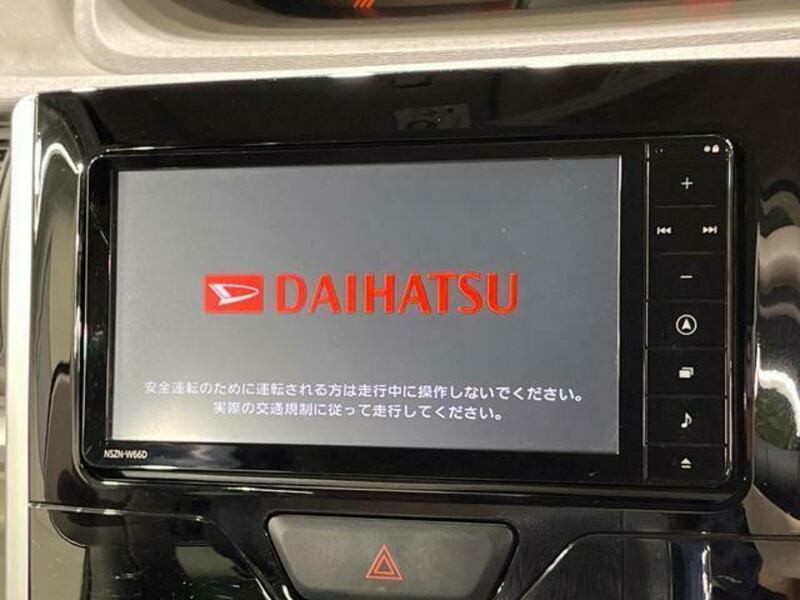 DAIHATSU
安全運転のために運転される方は走行中に操作しないでください。
実際の交通規制に従って走行してください。
NSZN-W66D